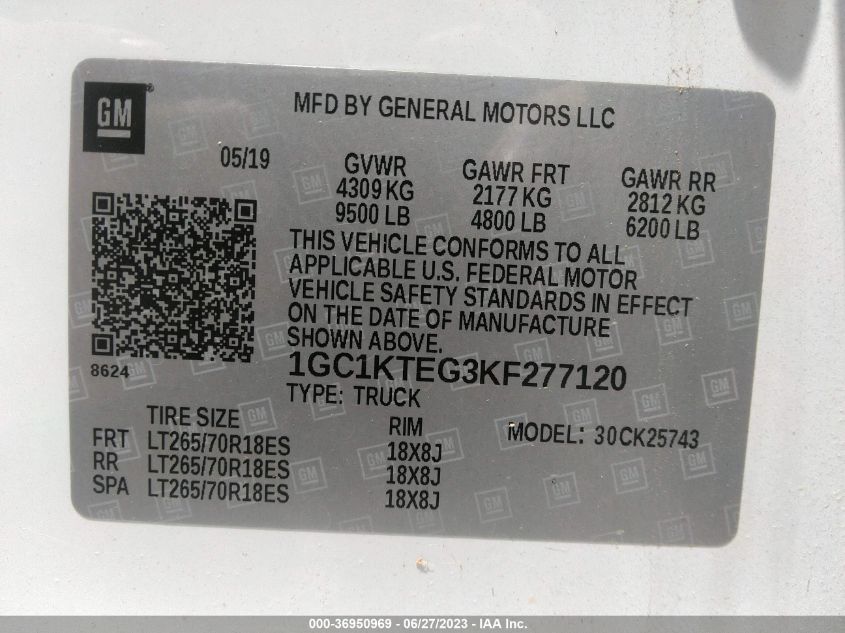 GM ®
MFD BY GENERAL MOTORS LLC
05/19
GVWR
4309 KG
9500 LB
GAWR FRT
2177 KG
4800 LB
GAWR RR
2812 KG
6200 LB
THIS VEHICLE CONFORMS TO ALL
APPLICABLE U.S. FEDERAL MOTOR
VEHICLE SAFETY STANDARDS IN EFFECT
ON THE DATE OF MANUFACTURE
SHOWN ABOVE.
8624
1GC1KTEG3KF277120
TYPE: TRUCK
TIRE SIZE RIM MODEL: 30CK25743
FRT LT265/70R18ES 18X8J
RR LT265/70R18ES 18X8J
SPA LT265/70R18ES 18X8J
000-36950969 - 06/27/2023 - IAA Inc.